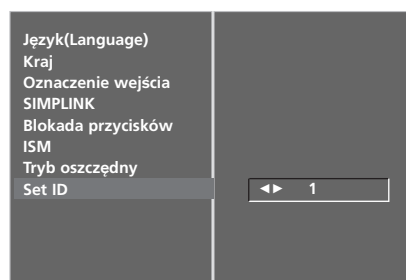 Język(Language)
Kraj
Oznaczenie wejścia
SIMPLINK
Blokada przycisków
ISM
Tryb oszczędny
Set ID ◄► 1